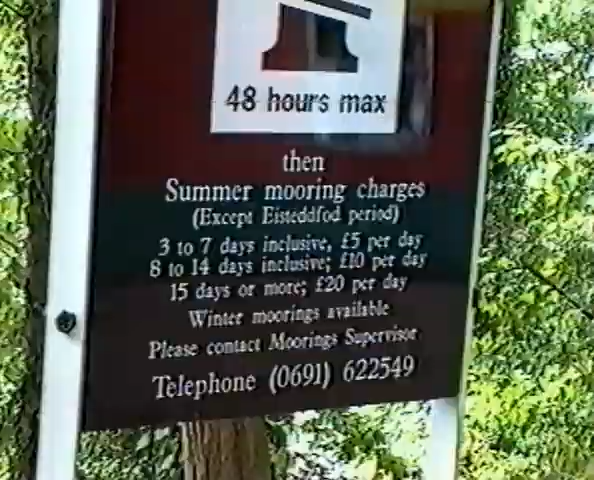 48 hours max
then
Summer mooring charges
(Except Eisteddfod period)
3 to 7 days inclusive, £5 per day
8 to 14 days inclusive; £10 per day
15 days or more; £20 per day
Winter moorings available
Please contact Moorings Supervisor
Telephone (0691) 622549